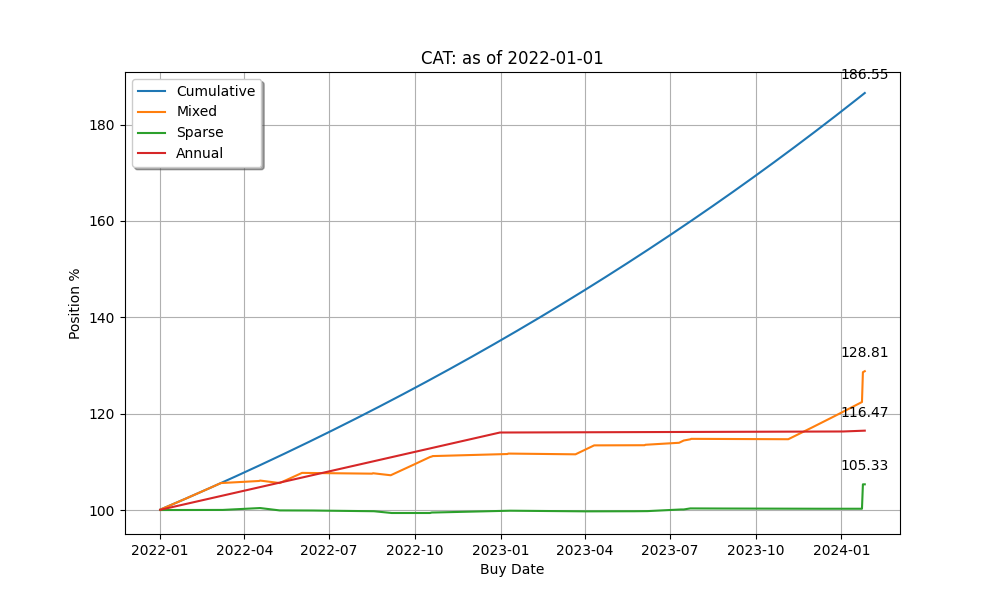 CAT: as of 2022-01-01
186.55
Cumulative
Mixed
Sparse
Annual
180
160
140
128.81
120
116.47
105.33
100
Position %
2022-01 2022-04 2022-07 2022-10 2023-01 2023-04 2023-07 2023-10 2024-01
Buy Date